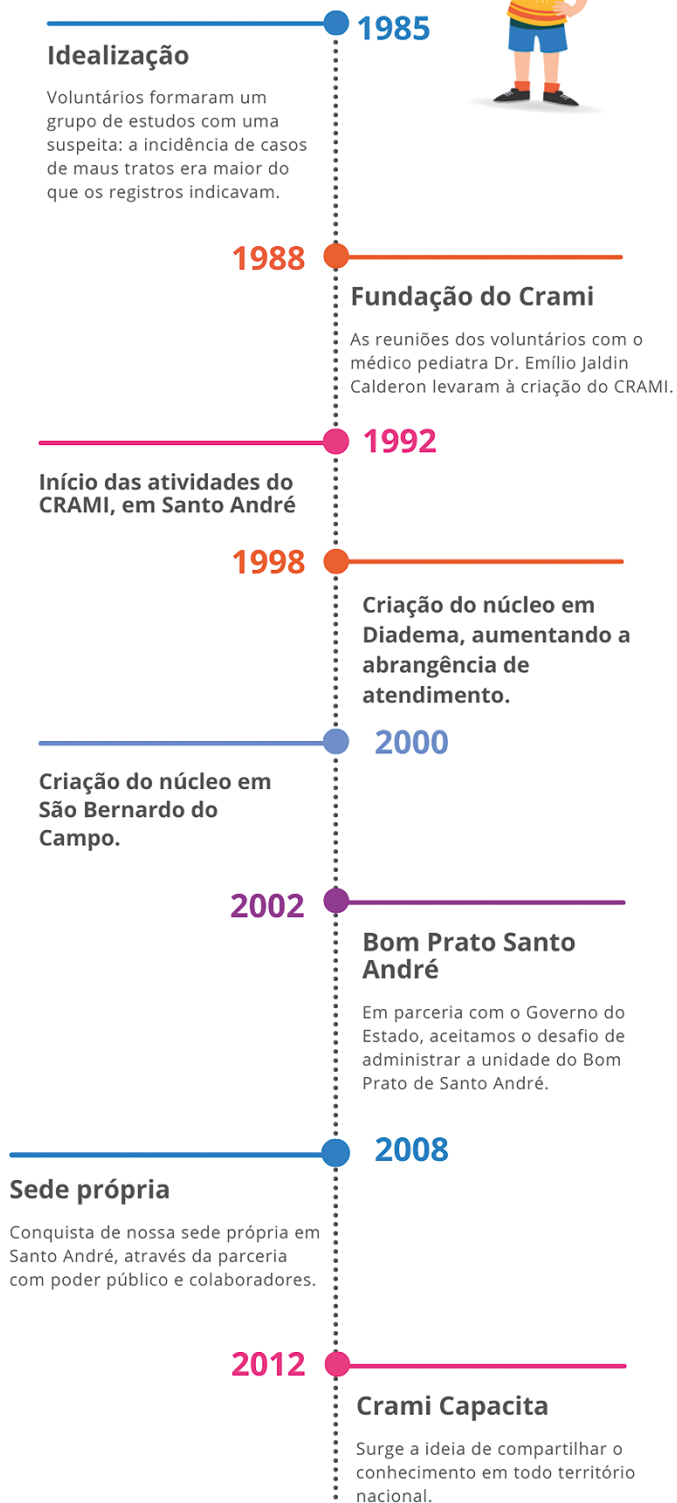 1985
Idealização
Voluntários formaram um
grupo de estudos com uma
suspeita: a incidência de casos
de maus tratos era maior do
que os registros indicavam.
1988
Fundação do Crami
As reuniões dos voluntários com o
médico pediatra Dr. Emílio Jaldin
Calderon levaram à criação do CRAMI.
1992
Início das atividades do
CRAMI, em Santo André
1998
Criação do núcleo em
Diadema, aumentando a
abrangência de
atendimento.
2000
Criação do núcleo em
São Bernardo do
Campo.
2002
Bom Prato Santo
André
Em parceria com o Governo do
Estado, aceitamos o desafio de
administrar a unidade do Bom
Prato de Santo André.
2008
Sede própria
Conquista de nossa sede própria em
Santo André, através da parceria
com poder público e colaboradores.
2012
Crami Capacita
Surge a ideia de compartilhar o
conhecimento em todo território
nacional.